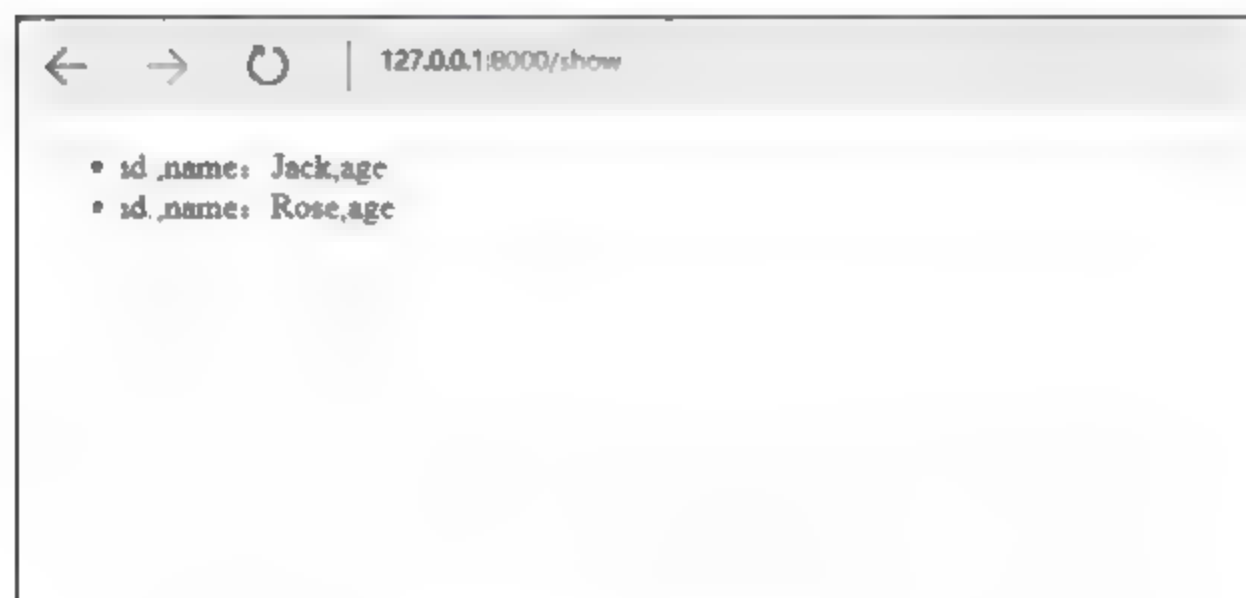 127.0.0.1:8000/show
id ,name： Jack,age
id ,name： Rose,age